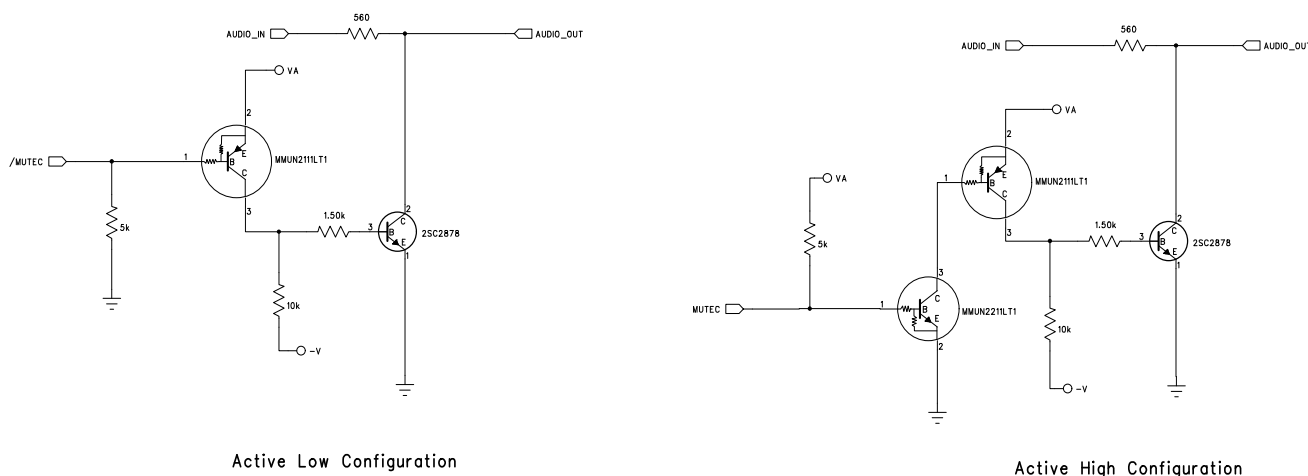 560
AUDIO_IN
AUDIO_OUT
VA
2
/MUTEC
1
B
E
C
MMUN2111LT1
3
5k
1.50k
3
B
2
C
E
1
2SC2878
10k
-V
Active Low Configuration
560
AUDIO_IN
AUDIO_OUT
VA
2
VA
1
B
E
C
MMUN2111LT1
3
5k
1.50k
3
B
2
C
E
1
2SC2878
3
MUTEC
1
B
C
E
MMUN2211LT1
2
10k
-V
Active High Configuration